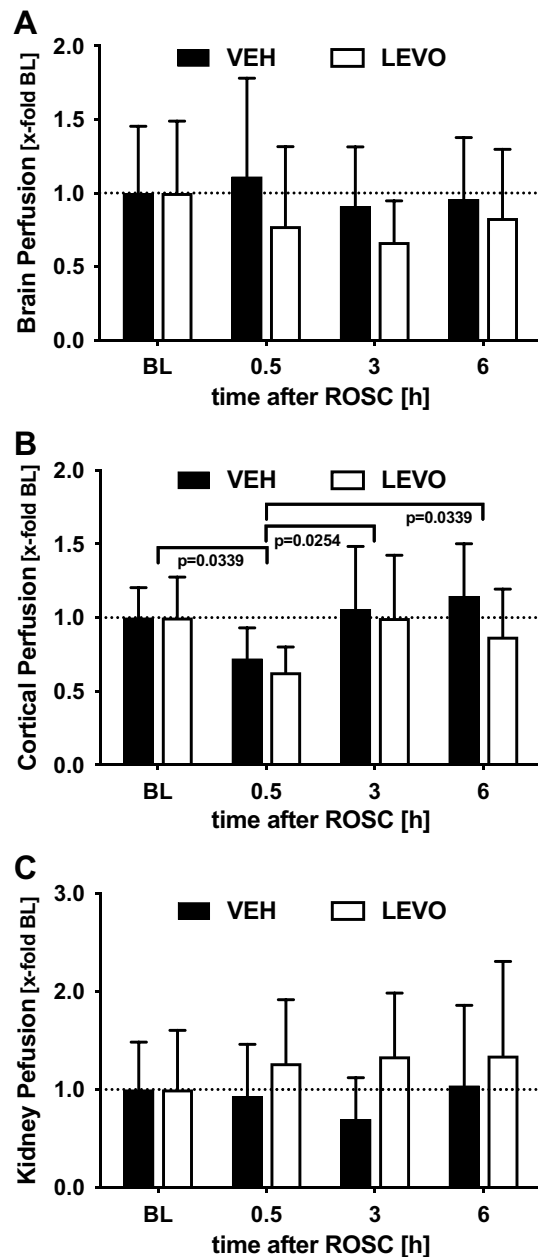 A
Brain Perfusion [x-fold BL]
VEH LEVO
2.0
1.5
1.0
0.5
0.0
BL 0.5 3 6
time after ROSC [h]
B
Cortical Perfusion [x-fold BL]
VEH LEVO
2.0
1.5
1.0
0.5
0.0
p=0.0339
p=0.0254
p=0.0339
BL 0.5 3 6
time after ROSC [h]
C
Kidney Pefusion [x-fold BL]
VEH LEVO
3.0
2.0
1.0
0.0
BL 0.5 3 6
time after ROSC [h]